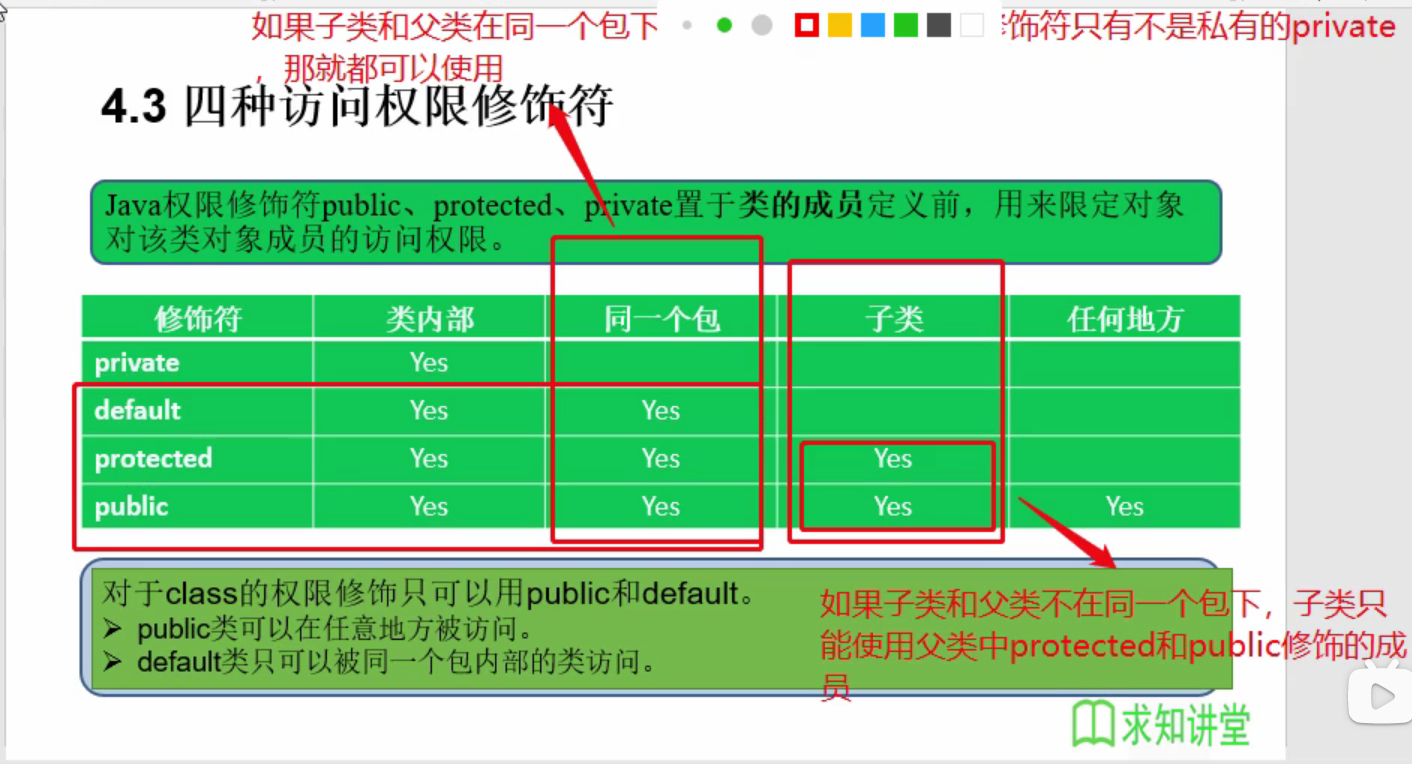 如果子类和父类在同一个包下
饰符只有不是私有的private
，那就都可以使用
4.3 四种访问权限修饰符
Java权限修饰符public、protected、private置于类的成员定义前，用来限定对象
对该类对象成员的访问权限。
修饰符 类内部 同一个包 子类 任何地方
private Yes
default Yes Yes
protected Yes Yes Yes
public Yes Yes Yes Yes
对于class的权限修饰只可以用public和default。
➢ public类可以在任意地方被访问。
➢ default类只可以被同一个包内部的类访问。
如果子类和父类不在同一个包下，子类只
能使用父类中protected和public修饰的成
员
求知讲堂